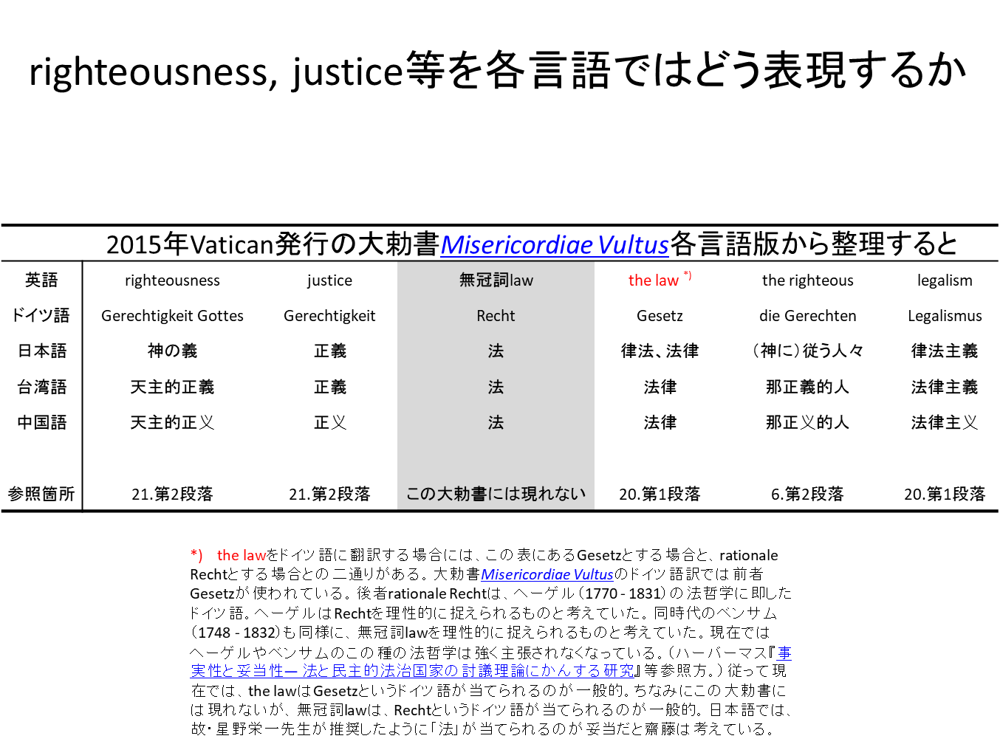 righteousness, justice等を各言語ではどう表現するか
2015年Vatican発行の大勅書Misericordiae Vultus各言語版から整理すると
英語 righteousness justice 無冠詞law the law *) the righteous legalism
ドイツ語 Gerechtigkeit Gottes Gerechtigkeit Recht Gesetz die Gerechten Legalismus
日本語 神の義 正義 法 律法、法律 （神に）従う人々 律法主義
台湾語 天主的正義 正義 法 法律 那正義的人 法律主義
中国語 天主的正义 正义 法 法律 那正义的人 法律主义
参照箇所 21.第2段落 21.第2段落 この大勅書には現れない 20.第1段落 6.第2段落 20.第1段落
*) the lawをドイツ語に翻訳する場合には、この表にあるGesetzとする場合と、rationale
Rechtとする場合との二通りがある。大勅書Misericordiae Vultusのドイツ語訳では前者
Gesetzが使われている。後者rationale Rechtは、ヘーゲル（1770 - 1831）の法哲学に即した
ドイツ語。ヘーゲルはRechtを理性的に捉えられるものと考えていた。同時代のベンサム
（1748 - 1832）も同様に、無冠詞lawを理性的に捉えられるものと考えていた。現在では
ヘーゲルやベンサムのこの種の法哲学は強く主張されなくなっている。（ハーバーマス『事
実性と妥当性― 法と民主的法治国家の討議理論にかんする研究』等参照方。）従って現
在では、the lawはGesetzというドイツ語が当てられるのが一般的。ちなみにこの大勅書に
は現れないが、無冠詞lawは、Rechtというドイツ語が当てられるのが一般的。日本語では、
故・星野栄一先生が推奨したように「法」が当てられるのが妥当だと齋藤は考えている。